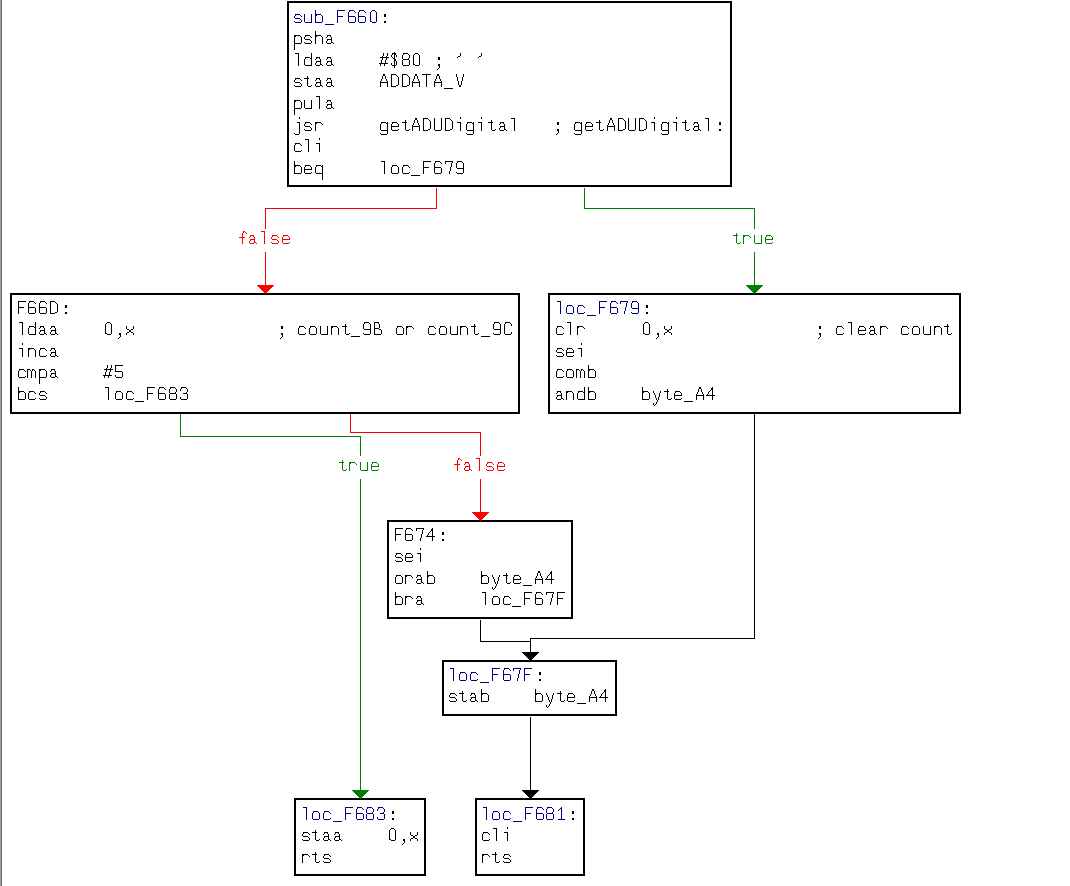 sub_F660:
psha
ldaa #$80 ; ' '
staa ADDATA_V
pula
jsr getADUDigital ; getADUDigital:
cli
beq loc_F679
false
true
F66D:
ldaa 0,x ; count_9B or count_9C
inca
cmpa #5
bcs loc_F683
loc_F679:
clr 0,x ; clear count
sei
comb
andb byte_A4
true
false
F674:
sei
orab byte_A4
bra loc_F67F
loc_F67F:
stab byte_A4
loc_F683:
staa 0,x
rts
loc_F681:
cli
rts